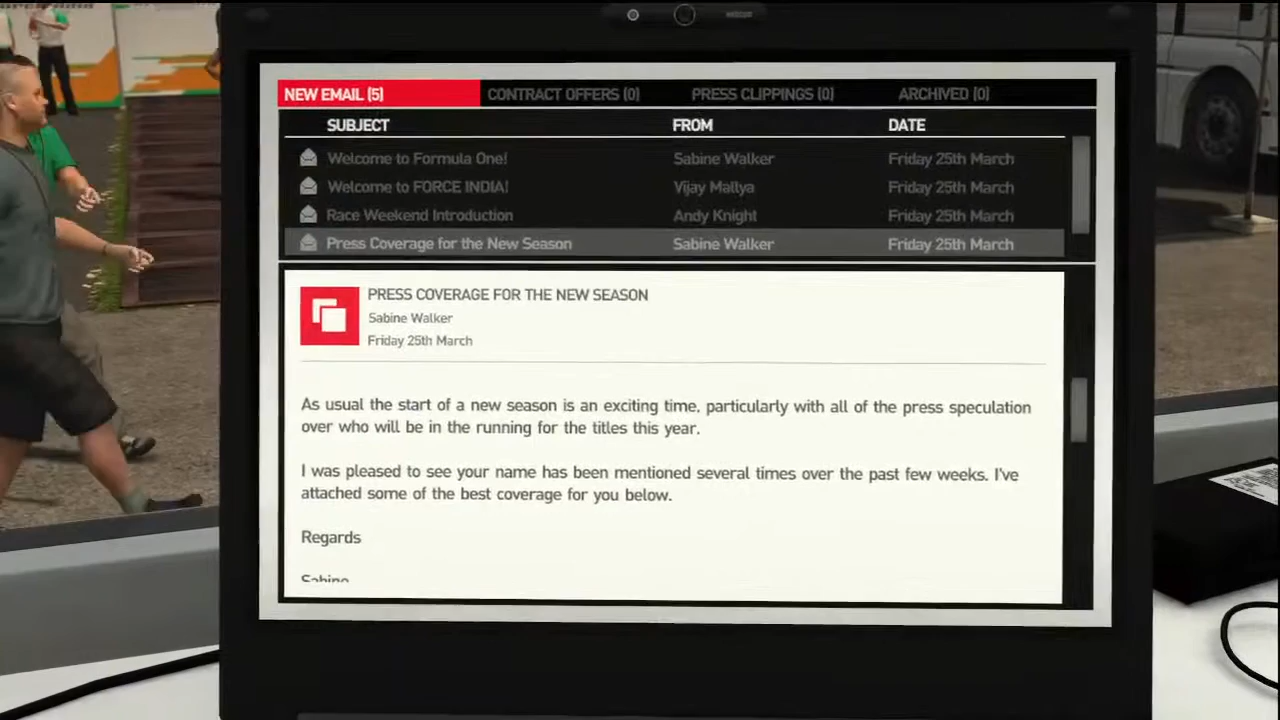 NEW EMAIL (5) CONTRACT OFFERS (0) PRESS CLIPPINGS (0) ARCHIVED (0)
SUBJECT FROM DATE
Welcome to Formula One! Sabine Walker Friday 25th March
Welcome to FORCE INDIA! Vijay Mallya Friday 25th March
Race Weekend Introduction Andy Knight Friday 25th March
Press Coverage for the New Season Sabine Walker Friday 25th March
PRESS COVERAGE FOR THE NEW SEASON
Sabine Walker
Friday 25th March
As usual the start of a new season is an exciting time, particularly with all of the press speculation
over who will be in the running for the titles this year.
I was pleased to see your name has been mentioned several times over the past few weeks. I've
attached some of the best coverage for you below.
Regards
Sabine